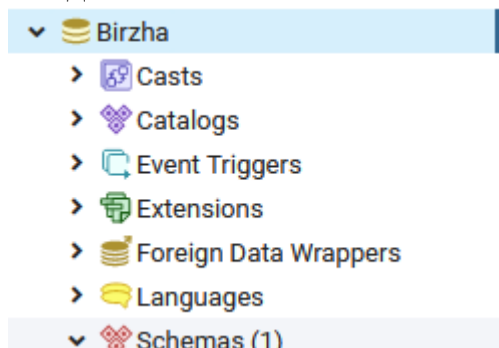 Birzha
Casts
Catalogs
Event Triggers
Extensions
Foreign Data Wrappers
Languages
Schemas (1)